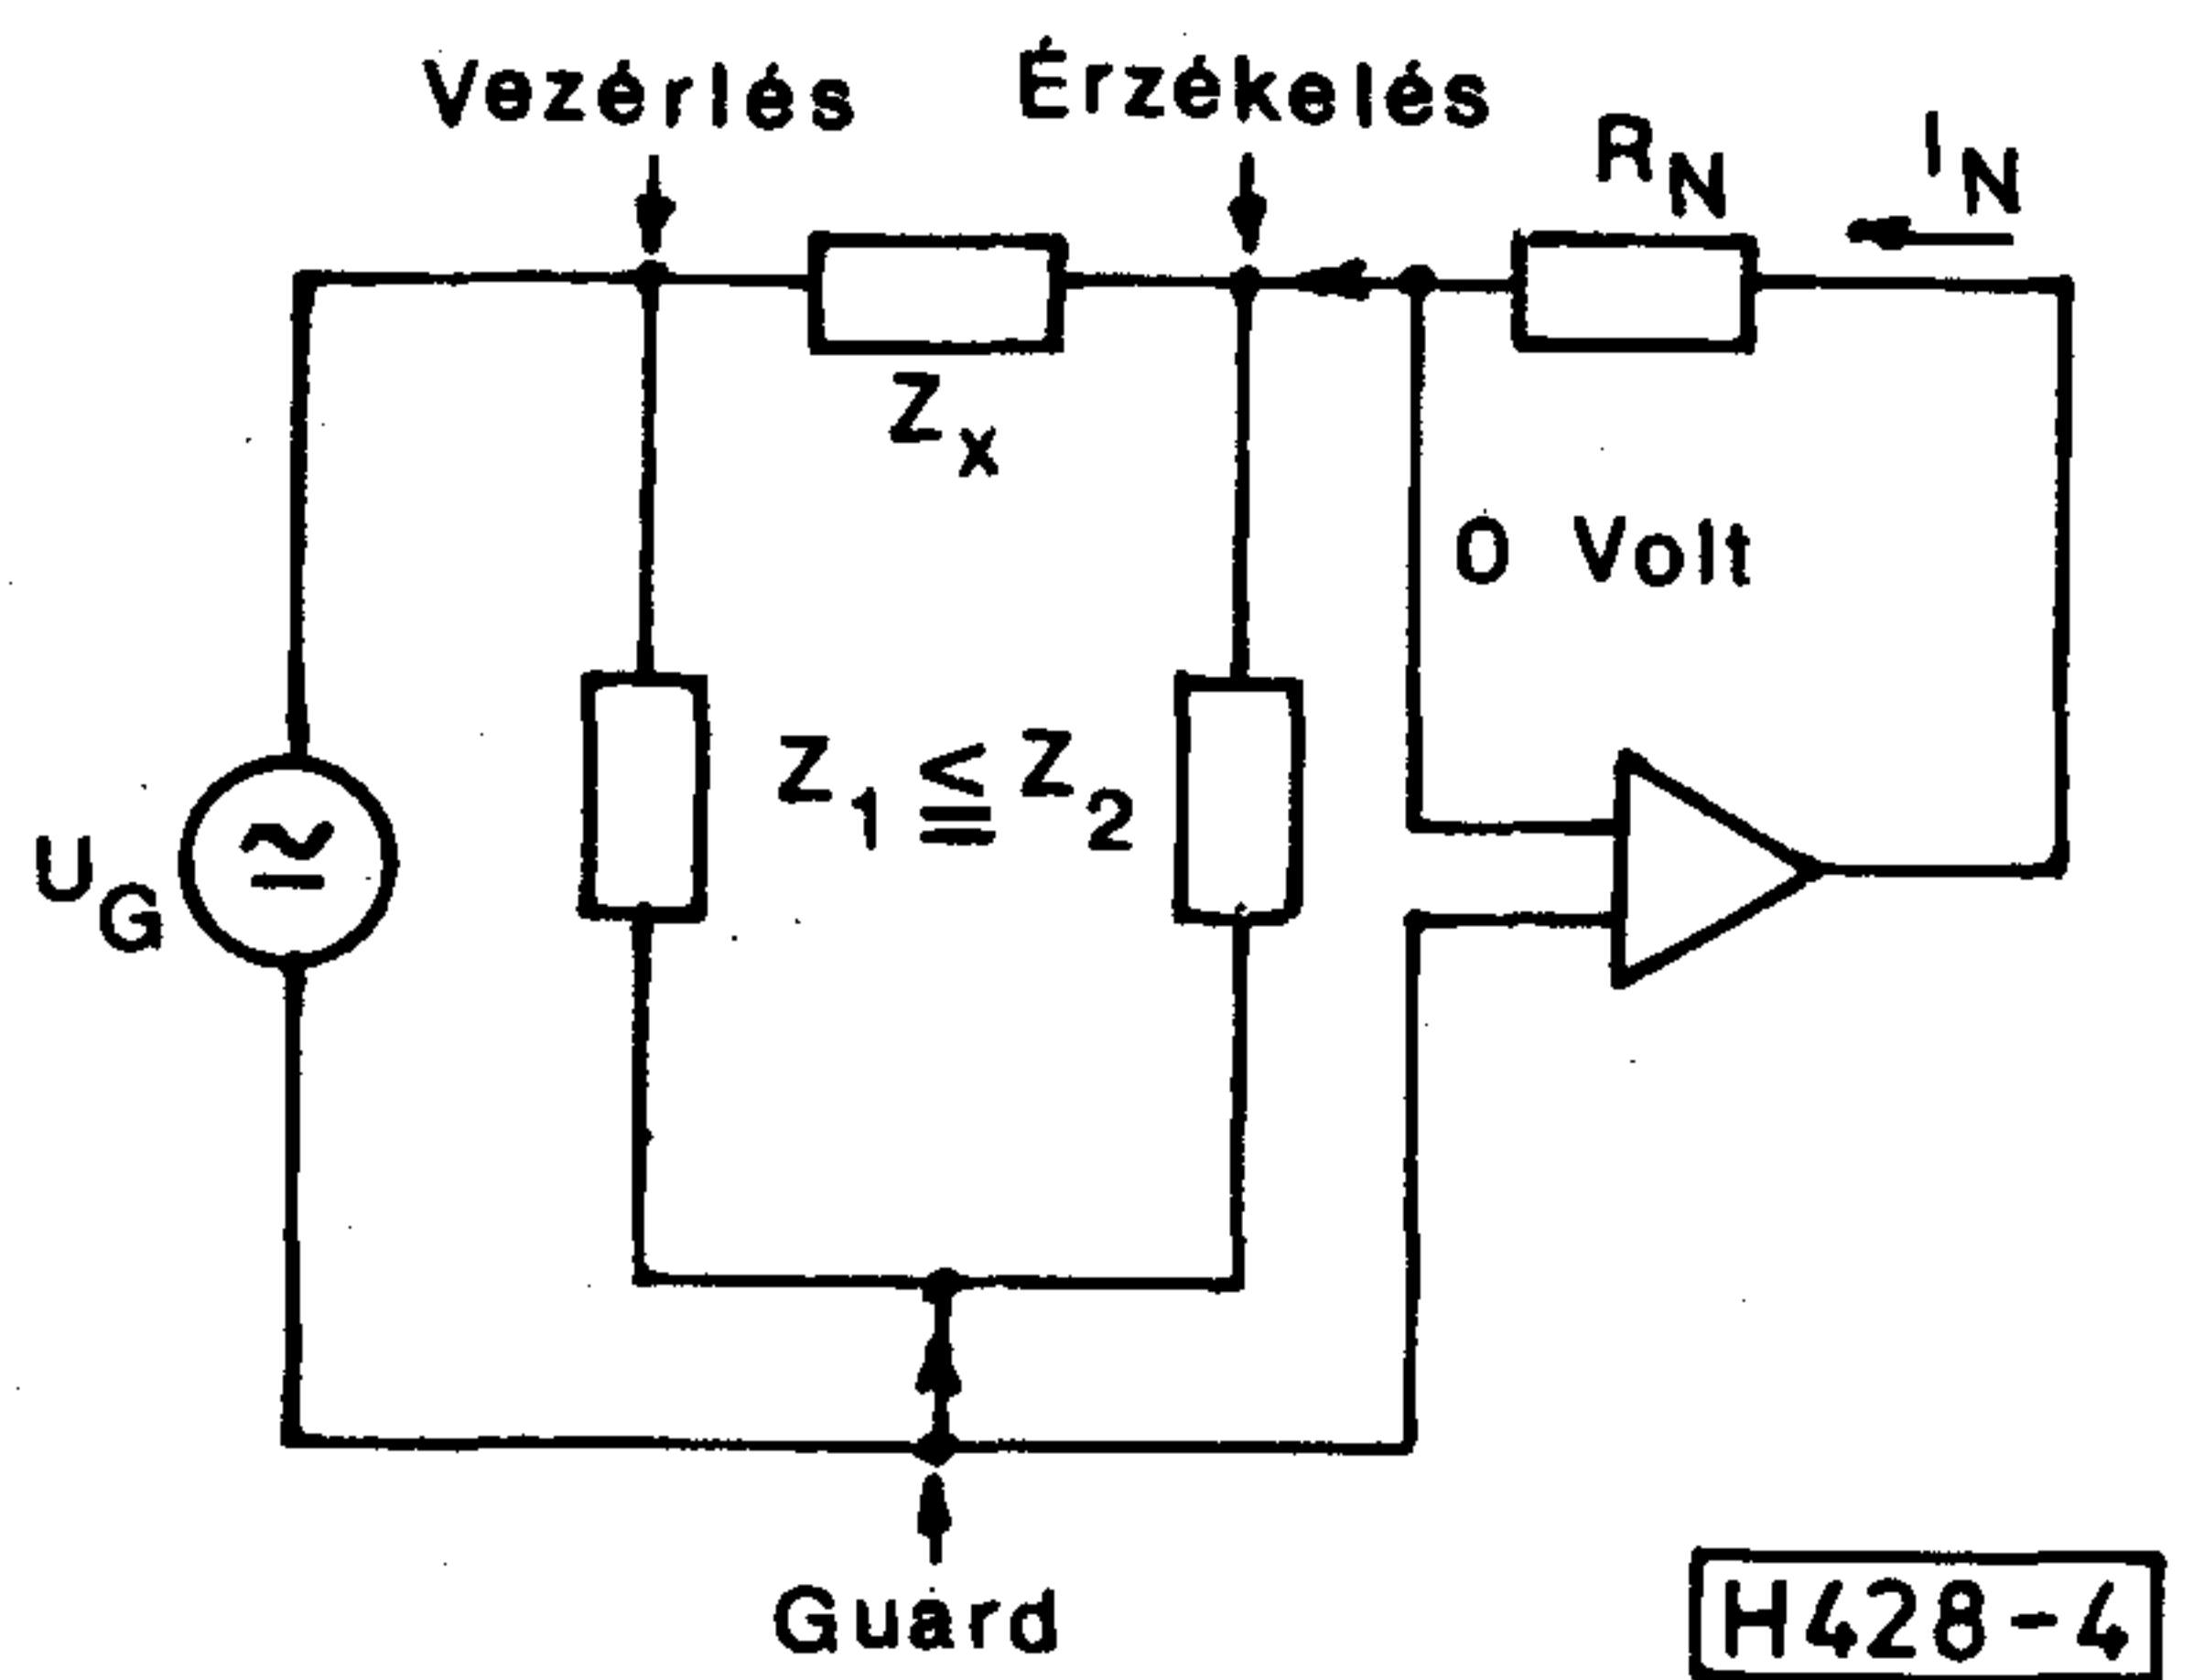 Vezérlés
Érzékelés
R_N
I_N
Z_x
0 Volt
Z_1 ≦ Z_2
U_G
Guard
H428-4